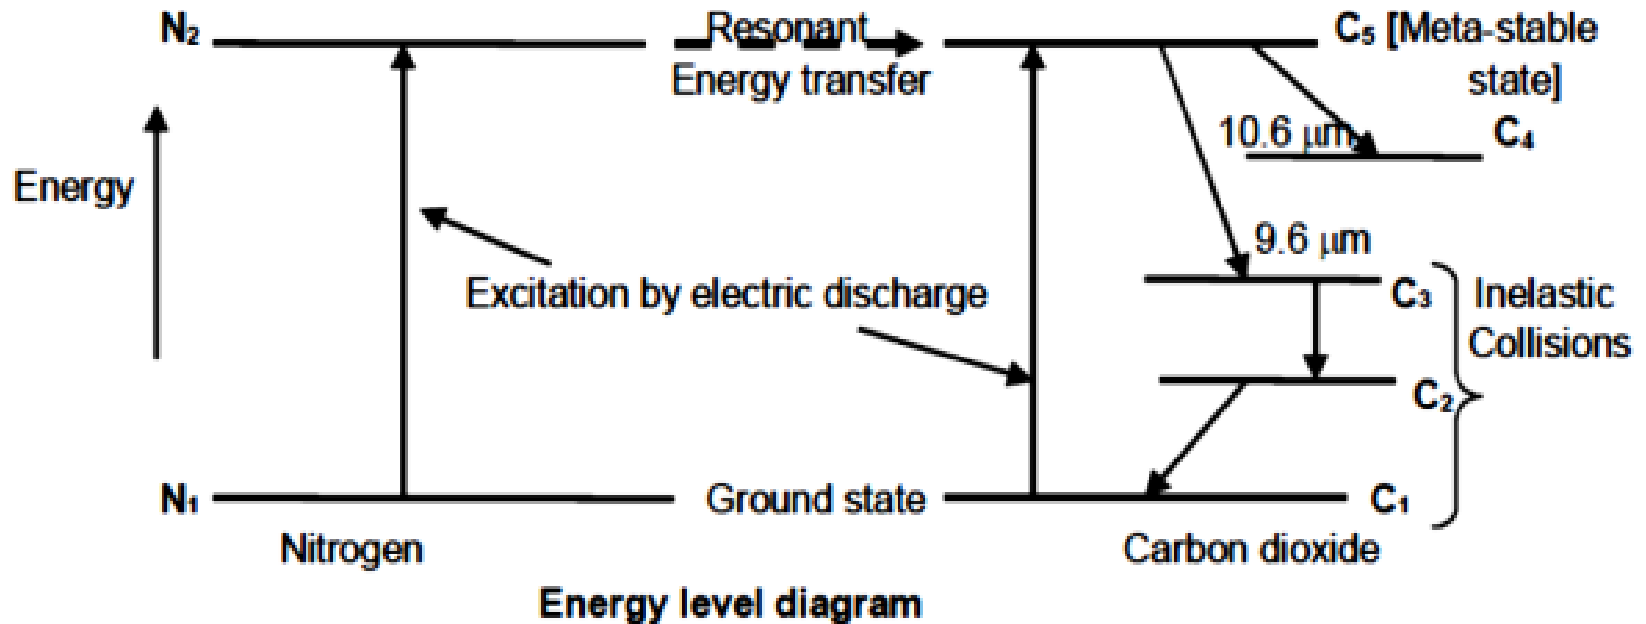 N₂
Resonant
Energy transfer
C₅ [Meta-stable
state]
10.6 μm
C₄
Energy
9.6 μm
Excitation by electric discharge
C₃
Inelastic
Collisions
C₂
N₁
Ground state
C₁
Nitrogen
Carbon dioxide
Energy level diagram